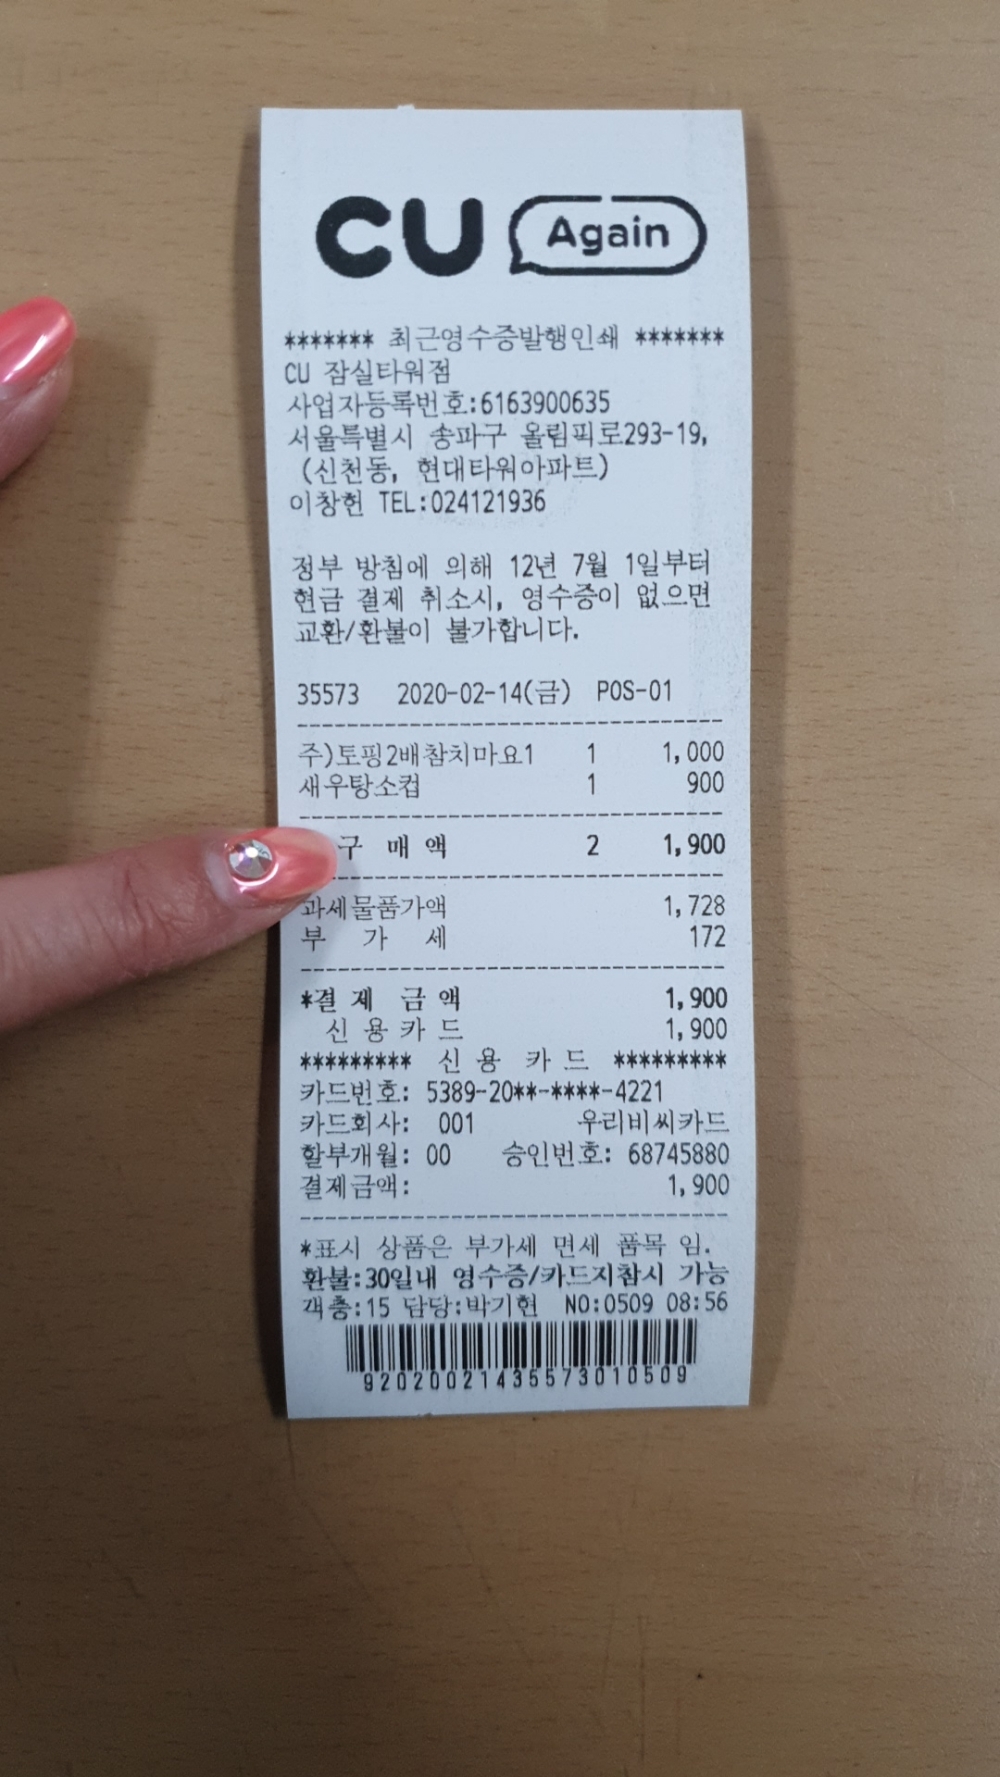 CU Again
******* 최근영수증발행인쇄 *******
CU 잠실타워점
사업자등록번호:6163900635
서울특별시 송파구 올림픽로293-19,
(신천동, 현대타워아파트)
이창헌 TEL:024121936
정부 방침에 의해 12년 7월 1일부터
현금 결제 취소시, 영수증이 없으면
교환/환불이 불가합니다.
35573 2020-02-14(금) POS-01
주)토핑2배참치마요1 1 1,000
새우탕소컵 1 900
구 매 액 2 1,900
과세물품가액 1,728
부 가 세 172
*결 제 금 액 1,900
신 용 카 드 1,900
********* 신 용 카 드 *********
카드번호: 5389-20**-****-4221
카드회사: 001 우리비씨카드
할부개월: 00 승인번호: 68745880
결제금액: 1,900
*표시 상품은 부가세 면세 품목 임.
환불:30일내 영수증/카드지참시 가능
객층:15 담당:박기현 NO:0509 08:56
92020021435573010509